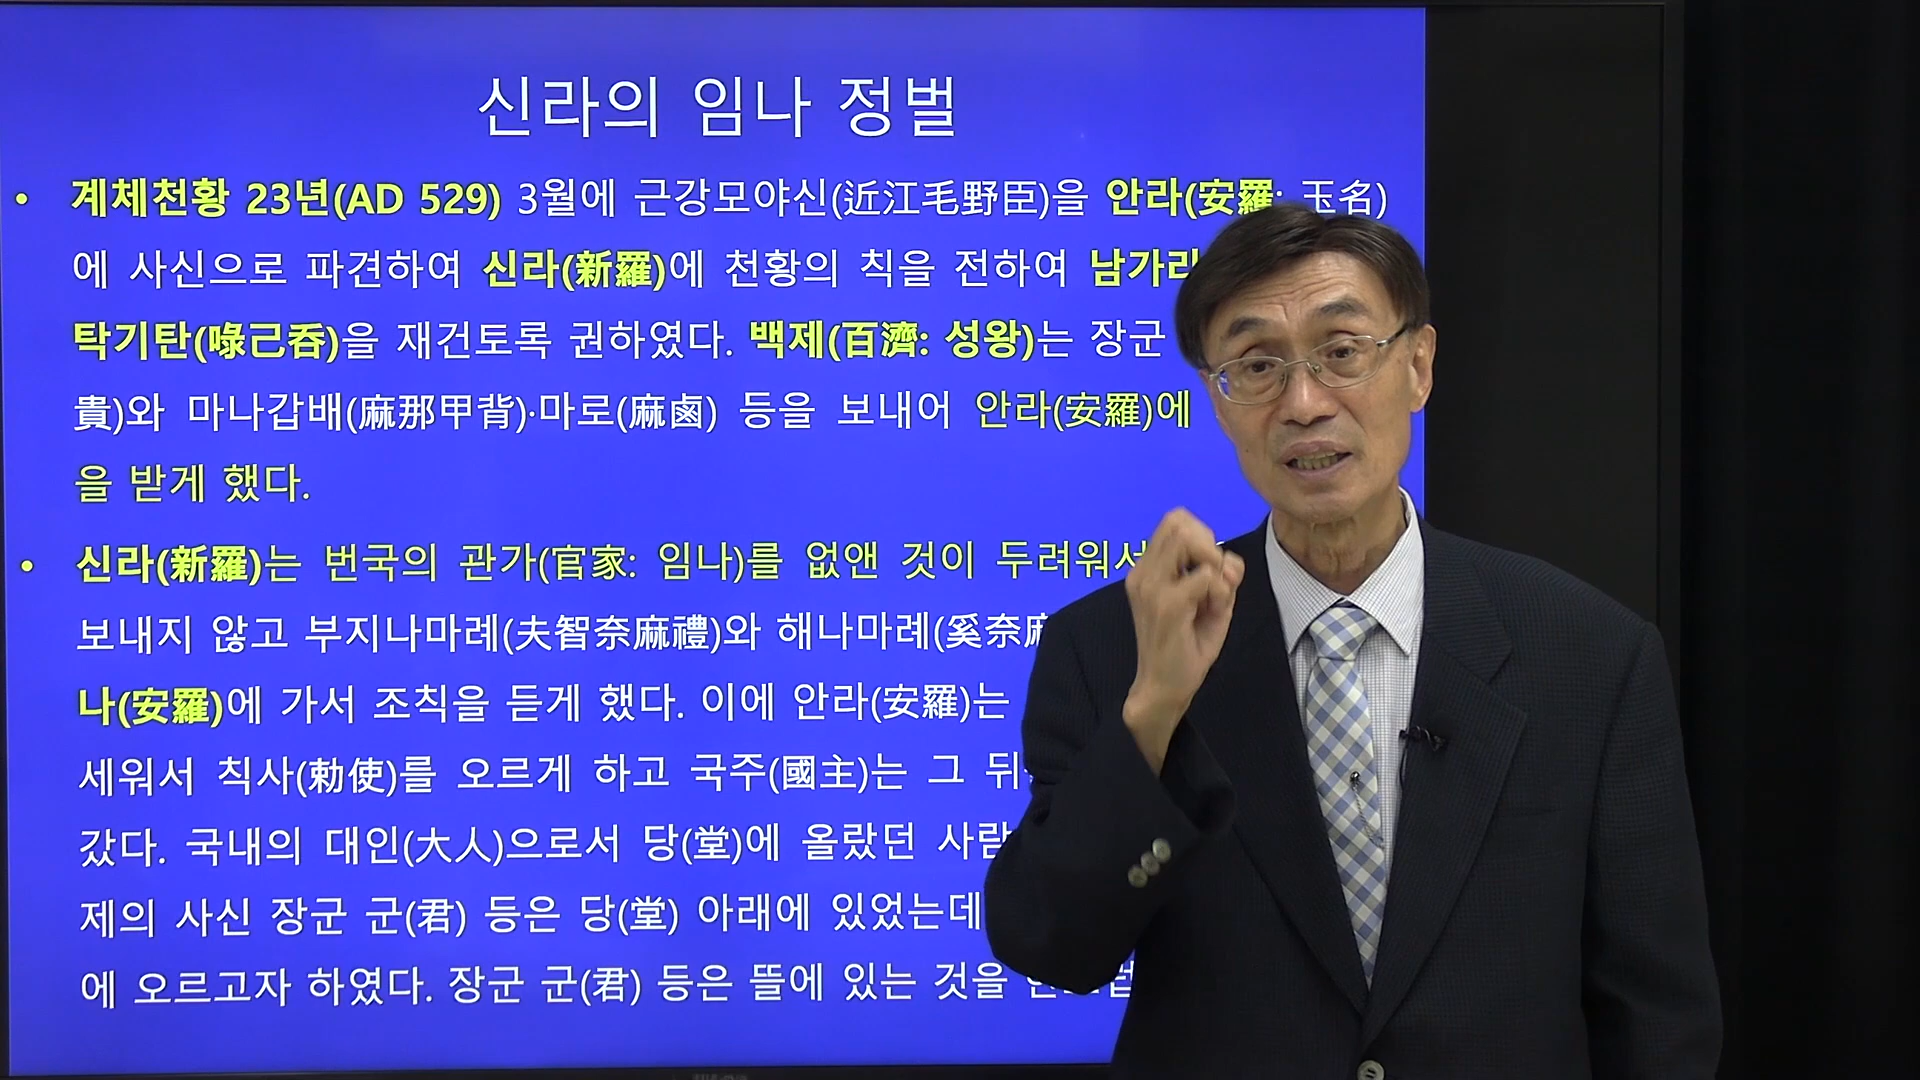 신라의 임나 정벌
• 계체천황 23년(AD 529) 3월에 근강모야신(近江毛野臣)을 안라(安羅: 玉名)
에 사신으로 파견하여 신라(新羅)에 천황의 칙을 전하여 남가라
탁기탄(㖨己呑)을 재건토록 권하였다. 백제(百濟: 성왕)는 장군
貴)와 마나갑배(麻那甲背)·마로(麻鹵) 등을 보내어 안라(安羅)에
을 받게 했다.
• 신라(新羅)는 번국의 관가(官家: 임나)를 없앤 것이 두려워서
보내지 않고 부지나마례(夫智奈麻禮)와 해나마례(奚奈麻
나(安羅)에 가서 조칙을 듣게 했다. 이에 안라(安羅)는
세워서 칙사(勅使)를 오르게 하고 국주(國主)는 그 뒤
갔다. 국내의 대인(大人)으로서 당(堂)에 올랐던 사람
제의 사신 장군 군(君) 등은 당(堂) 아래에 있었는데
에 오르고자 하였다. 장군 군(君) 등은 뜰에 있는 것을